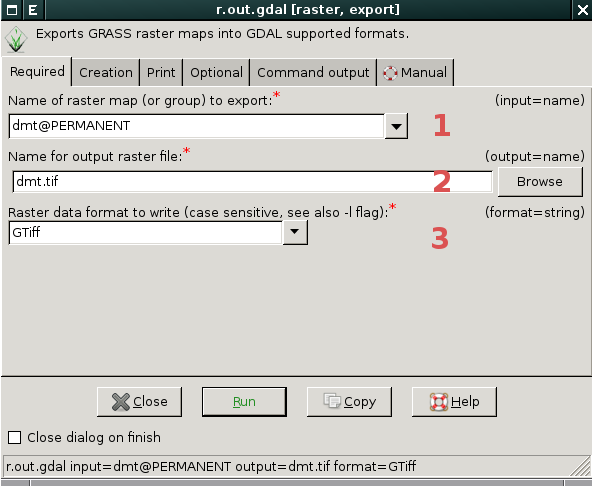 E r.out.gdal [raster, export]
Exports GRASS raster maps into GDAL supported formats.
Required Creation Print Optional Command output Manual
Name of raster map (or group) to export:* (input=name)
dmt@PERMANENT 1
Name for output raster file:* (output=name)
dmt.tif 2 Browse
Raster data format to write (case sensitive, see also -l flag):* (format=string)
GTiff 3
Close Run Copy Help
Close dialog on finish
r.out.gdal input=dmt@PERMANENT output=dmt.tif format=GTiff